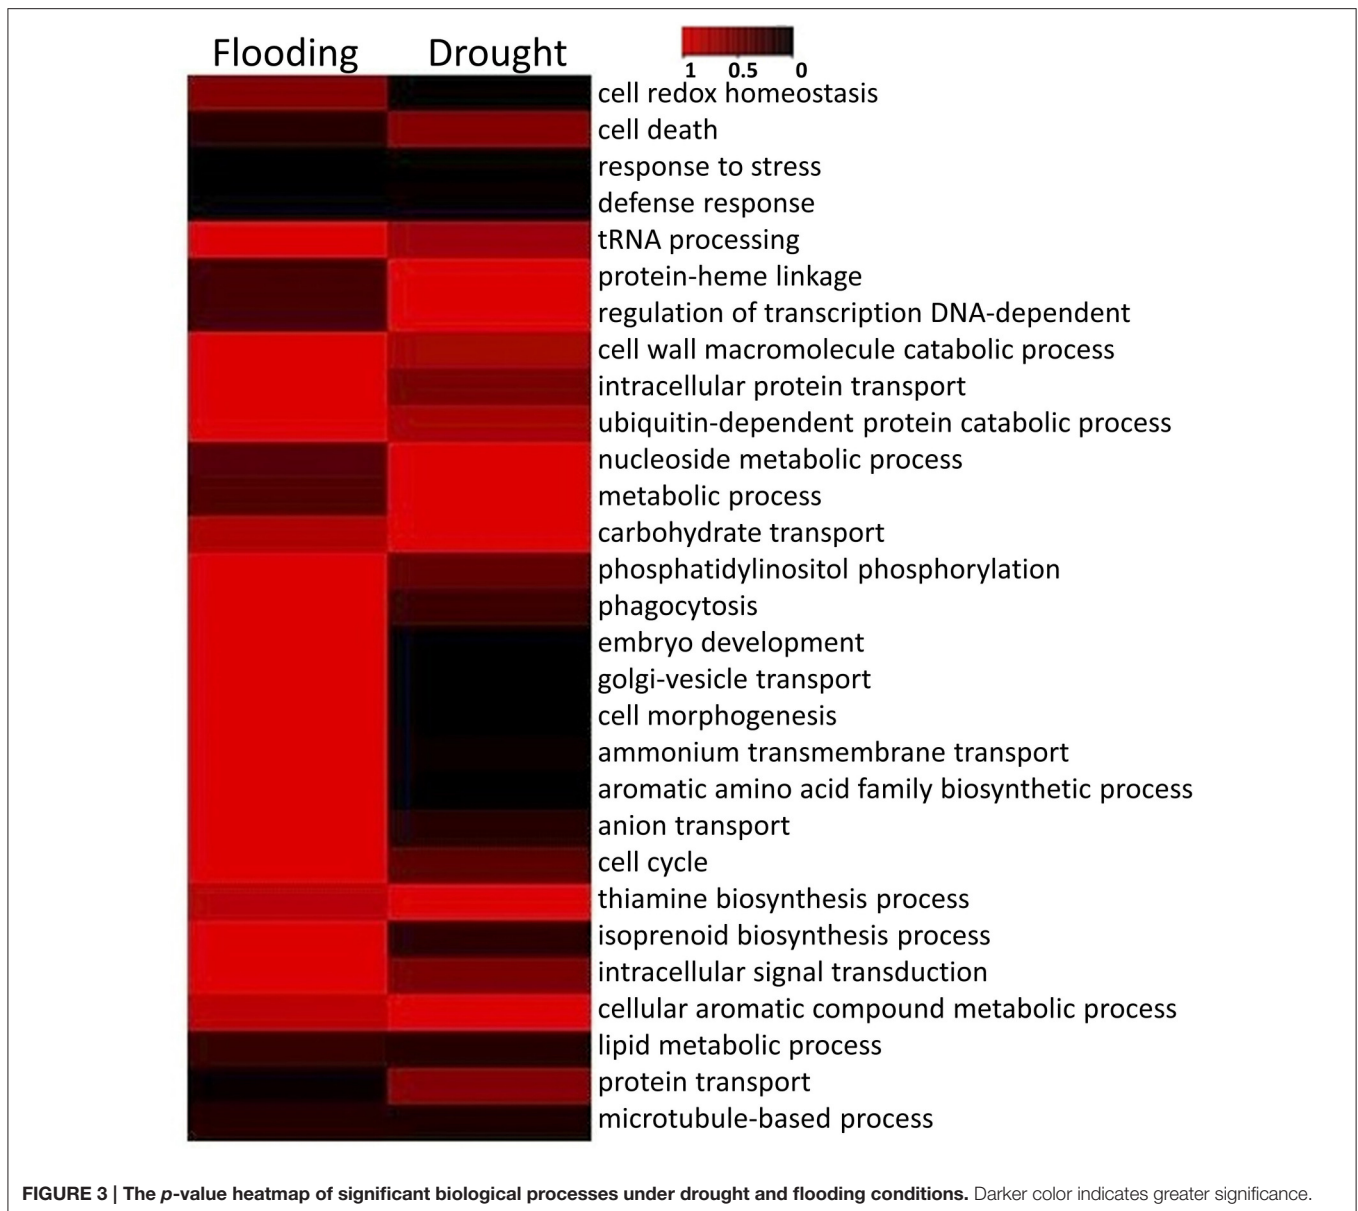 Flooding Drought
1 0.5 0
cell redox homeostasis
cell death
response to stress
defense response
tRNA processing
protein-heme linkage
regulation of transcription DNA-dependent
cell wall macromolecule catabolic process
intracellular protein transport
ubiquitin-dependent protein catabolic process
nucleoside metabolic process
metabolic process
carbohydrate transport
phosphatidylinositol phosphorylation
phagocytosis
embryo development
golgi-vesicle transport
cell morphogenesis
ammonium transmembrane transport
aromatic amino acid family biosynthetic process
anion transport
cell cycle
thiamine biosynthesis process
isoprenoid biosynthesis process
intracellular signal transduction
cellular aromatic compound metabolic process
lipid metabolic process
protein transport
microtubule-based process
FIGURE 3 | The p-value heatmap of significant biological processes under drought and flooding conditions. Darker color indicates greater significance.